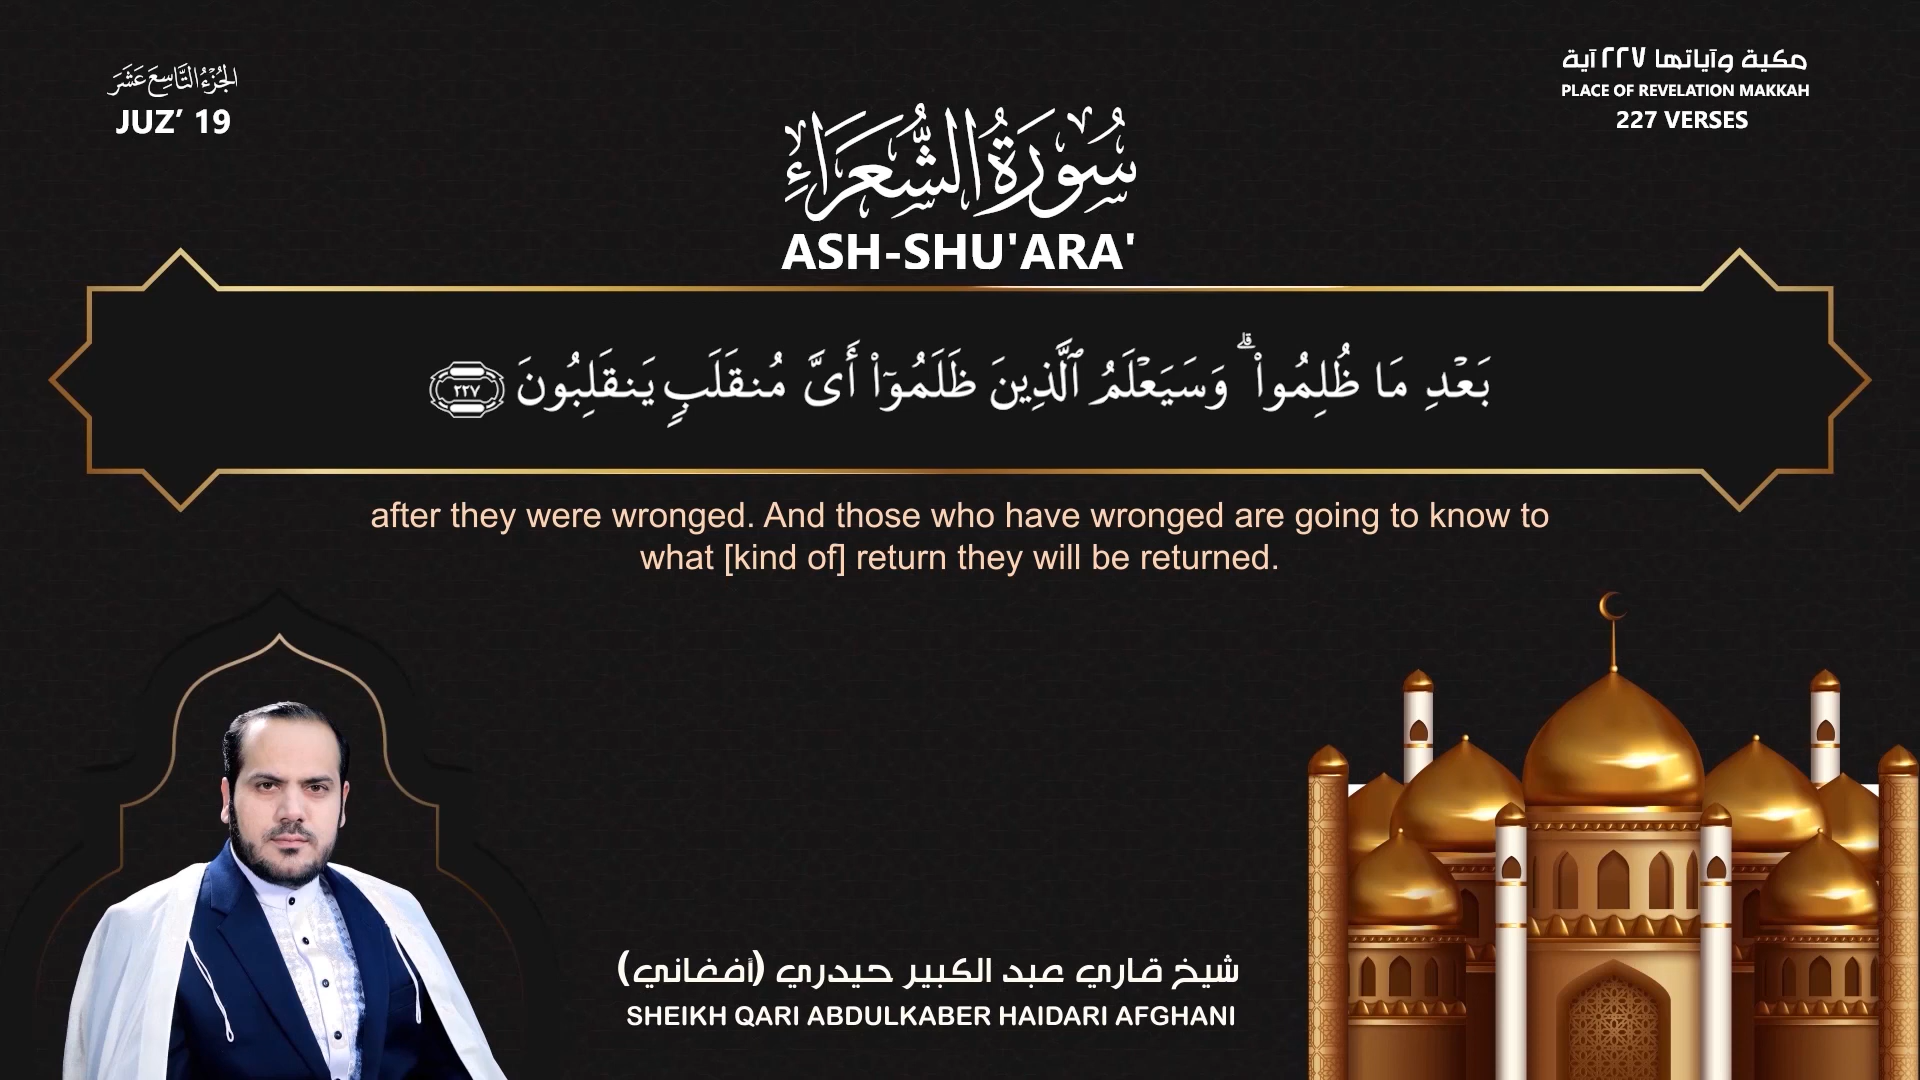 الجُزْءُ التَّاسِعَ عَشَرَ
JUZ’ 19
مكية وآياتها ٢٢٧ آية
PLACE OF REVELATION MAKKAH
227 VERSES
سُورَةُ الشُّعَرَاءِ
ASH-SHU'ARA'
بَعْدِ مَا ظُلِمُوا۟ ۗ وَسَيَعْلَمُ ٱلَّذِينَ ظَلَمُوٓا۟ أَىَّ مُنقَلَبٍ يَنقَلِبُونَ ٢٢٧
after they were wronged. And those who have wronged are going to know to
what [kind of] return they will be returned.
شيخ قاري عبد الكبير حيدري (أفغاني)
SHEIKH QARI ABDULKABER HAIDARI AFGHANI